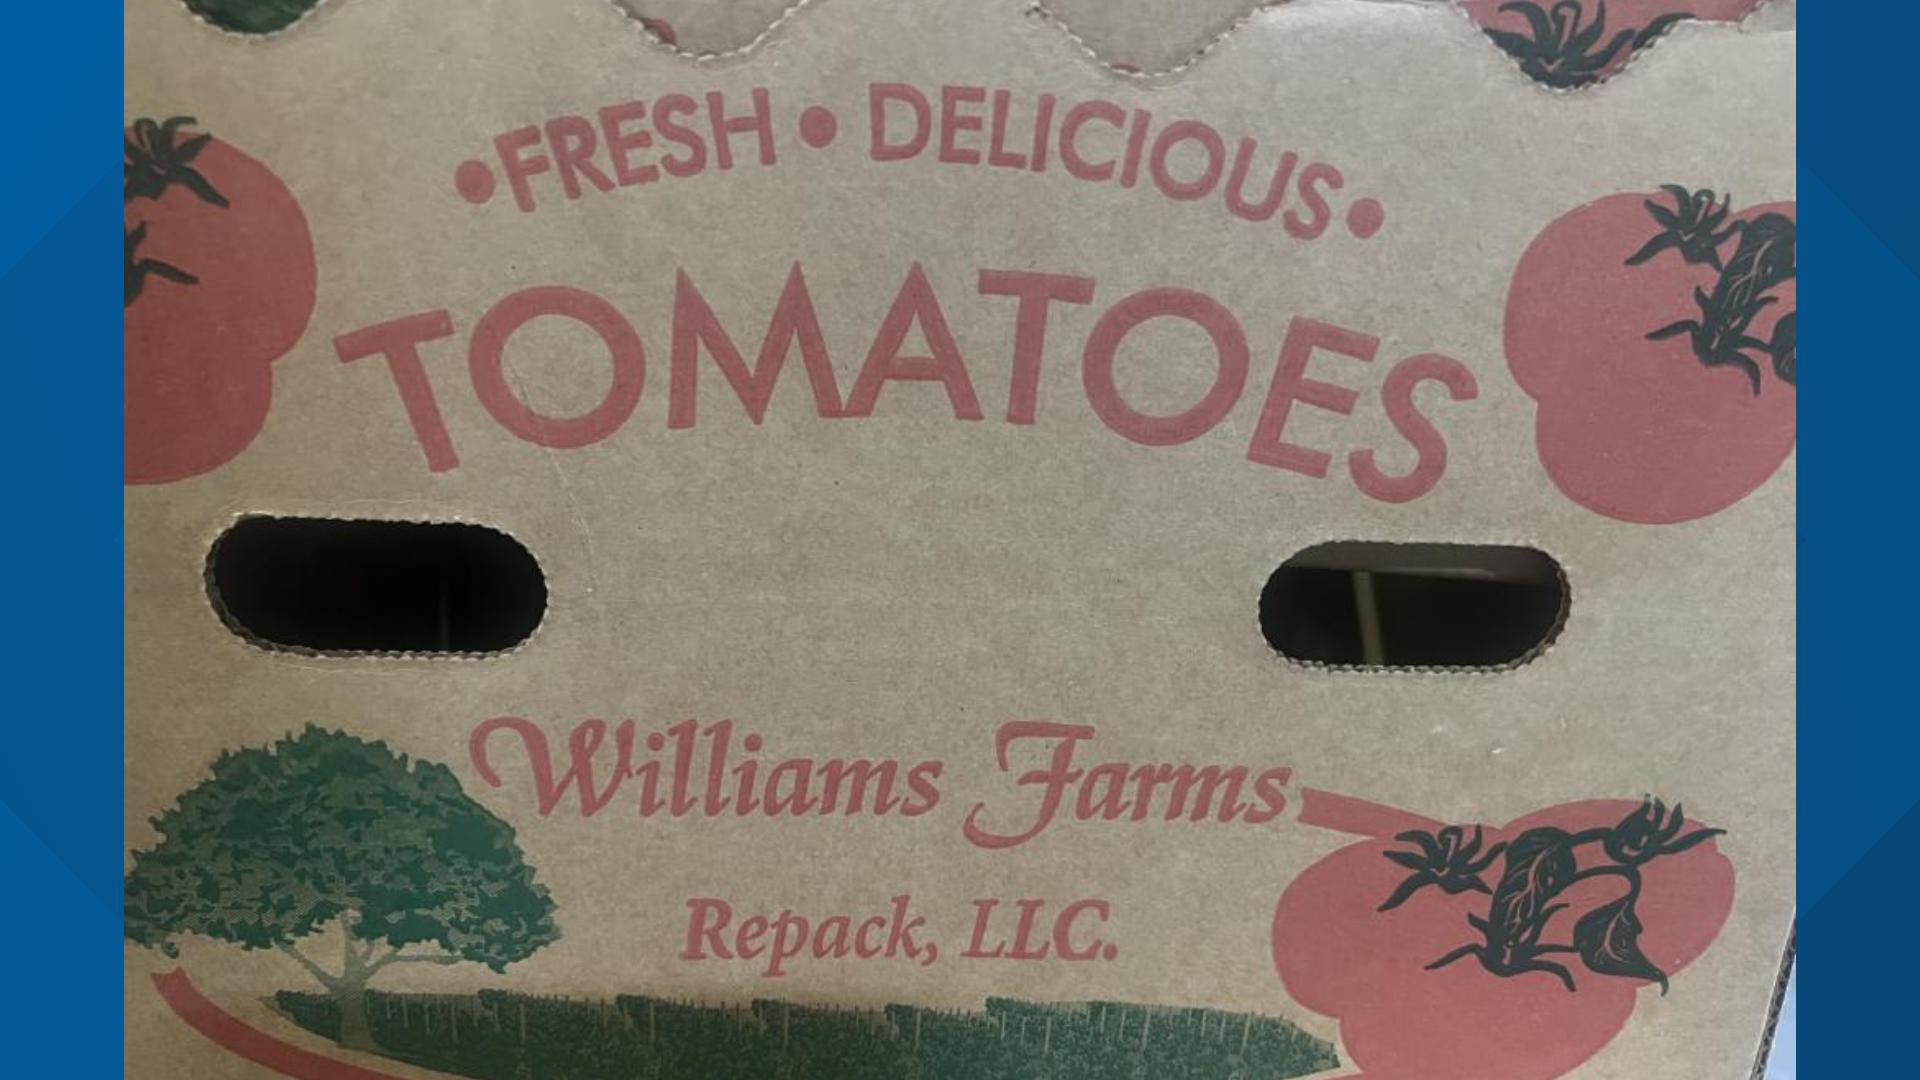 •FRESH•DELICIOUS•
TOMATOES
Williams Farms
Repack, LLC.